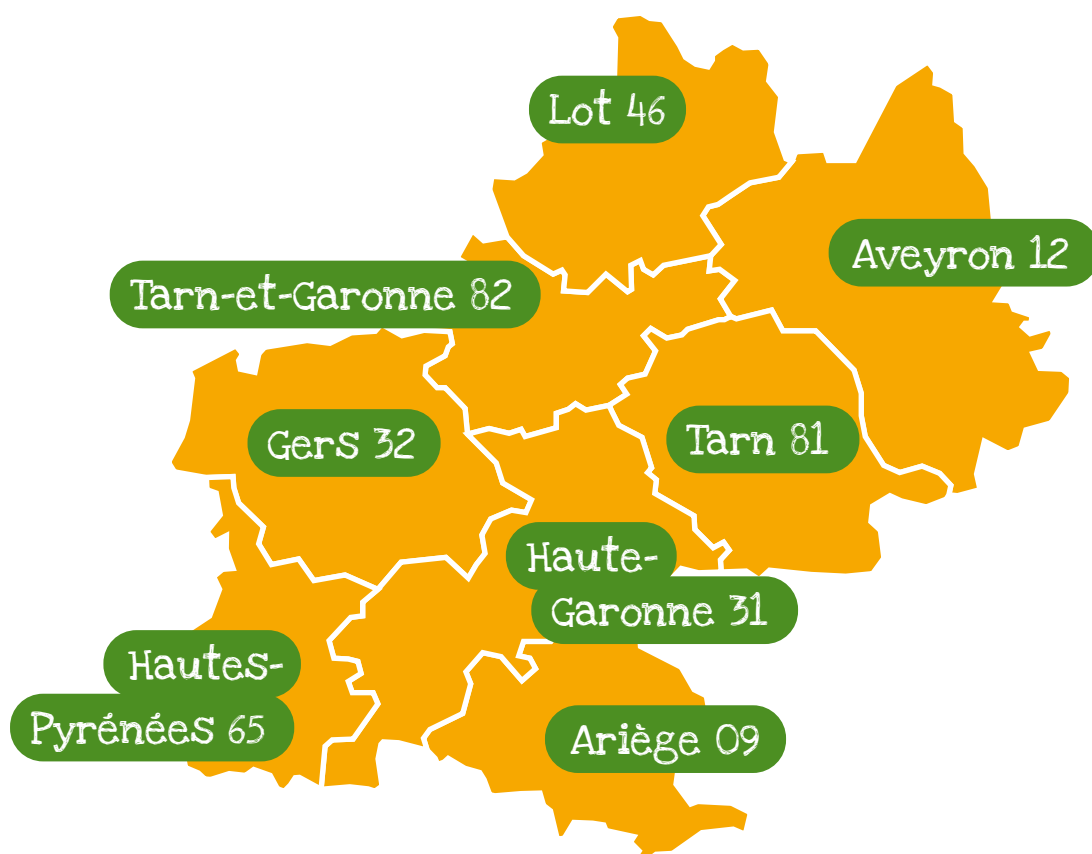 Lot 46
Aveyron 12
Tarn-et-Garonne 82
Gers 32
Tarn 81
Haute-
Garonne 31
Hautes-
Pyrénées 65
Ariège 09